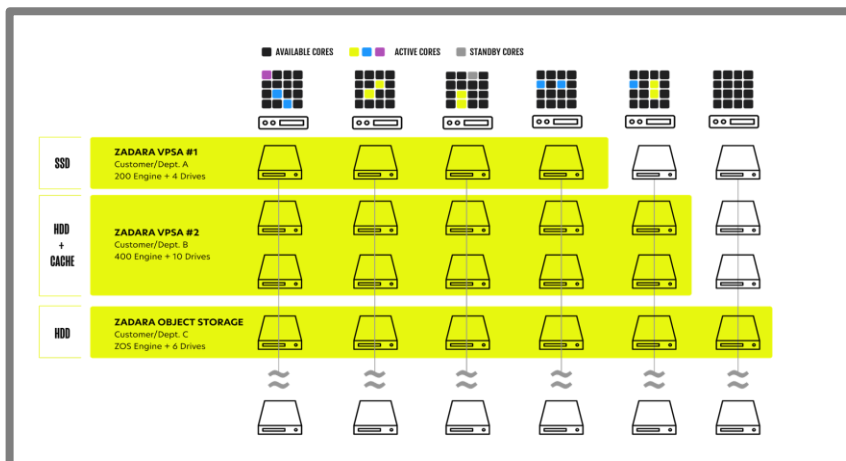 AVAILABLE CORES
ACTIVE CORES
STANDBY CORES
SSD
ZADARA VPSA #1
Customer/Dept. A
200 Engine + 4 Drives
HDD
+
CACHE
ZADARA VPSA #2
Customer/Dept. B
400 Engine + 10 Drives
HDD
ZADARA OBJECT STORAGE
Customer/Dept. C
ZOS Engine + 6 Drives